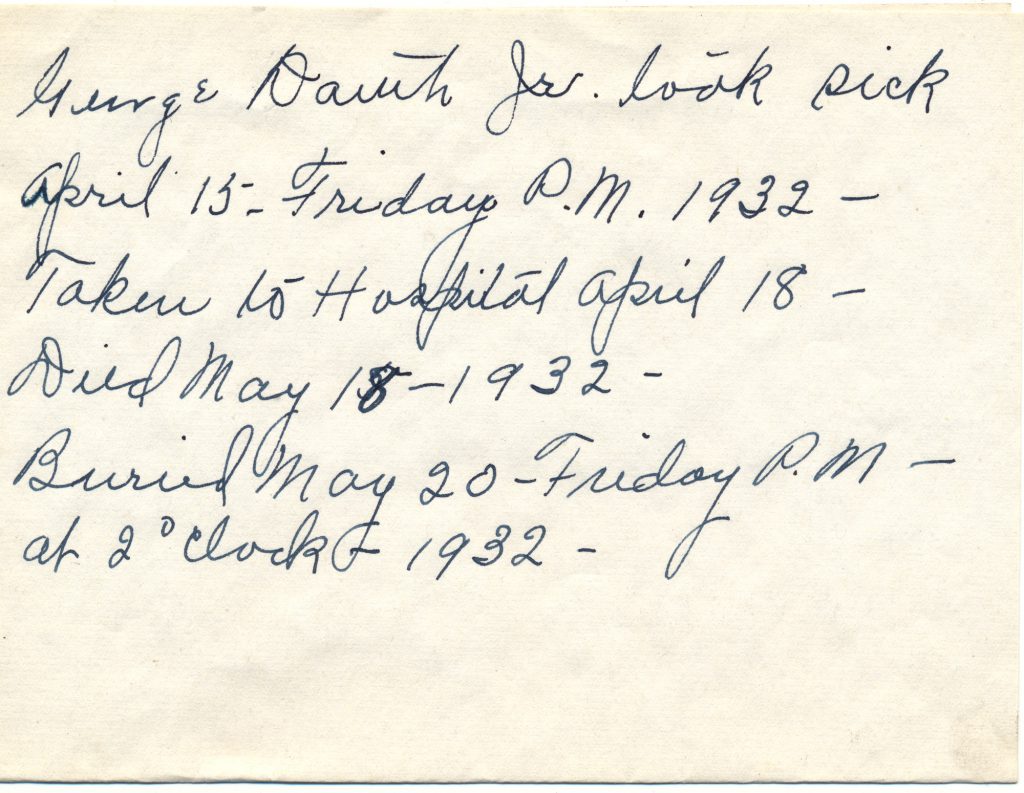 George Dauth Jr. took sick
April 15 - Friday P.M. 1932 -
Taken to Hospital April 18 -
Died May 18 - 1932 -
Buried May 20 - Friday P.M -
at 2 o'clock - 1932 -